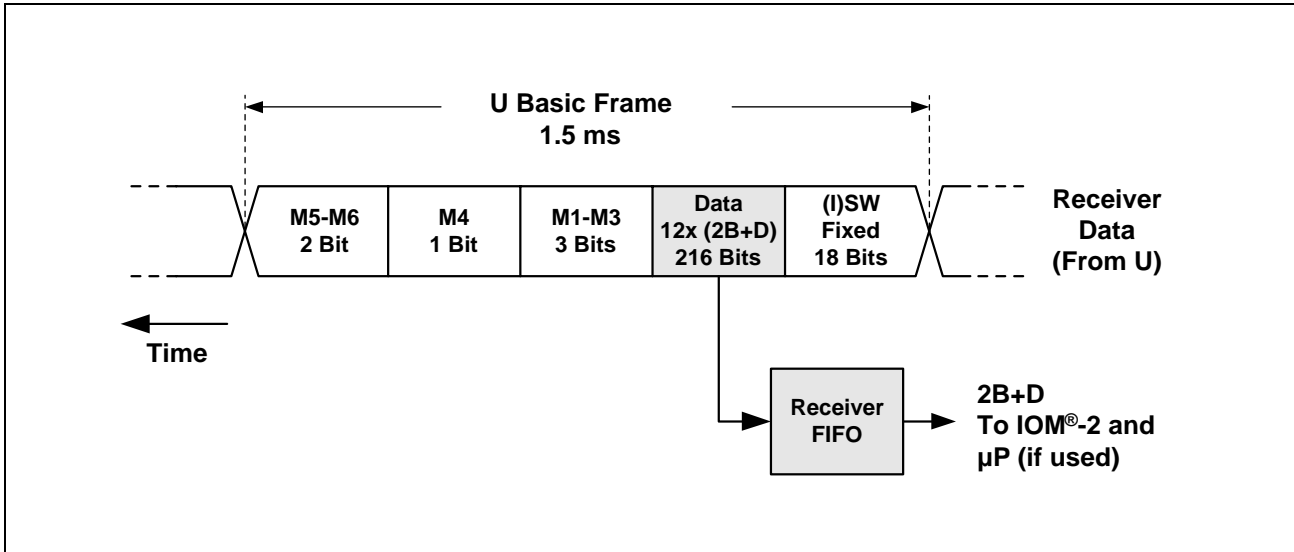 U Basic Frame
1.5 ms
M5-M6
2 Bit
M4
1 Bit
M1-M3
3 Bits
Data
12x (2B+D)
216 Bits
(I)SW
Fixed
18 Bits
Receiver
Data
(From U)
Time
Receiver
FIFO
2B+D
To IOM®-2 and
µP (if used)